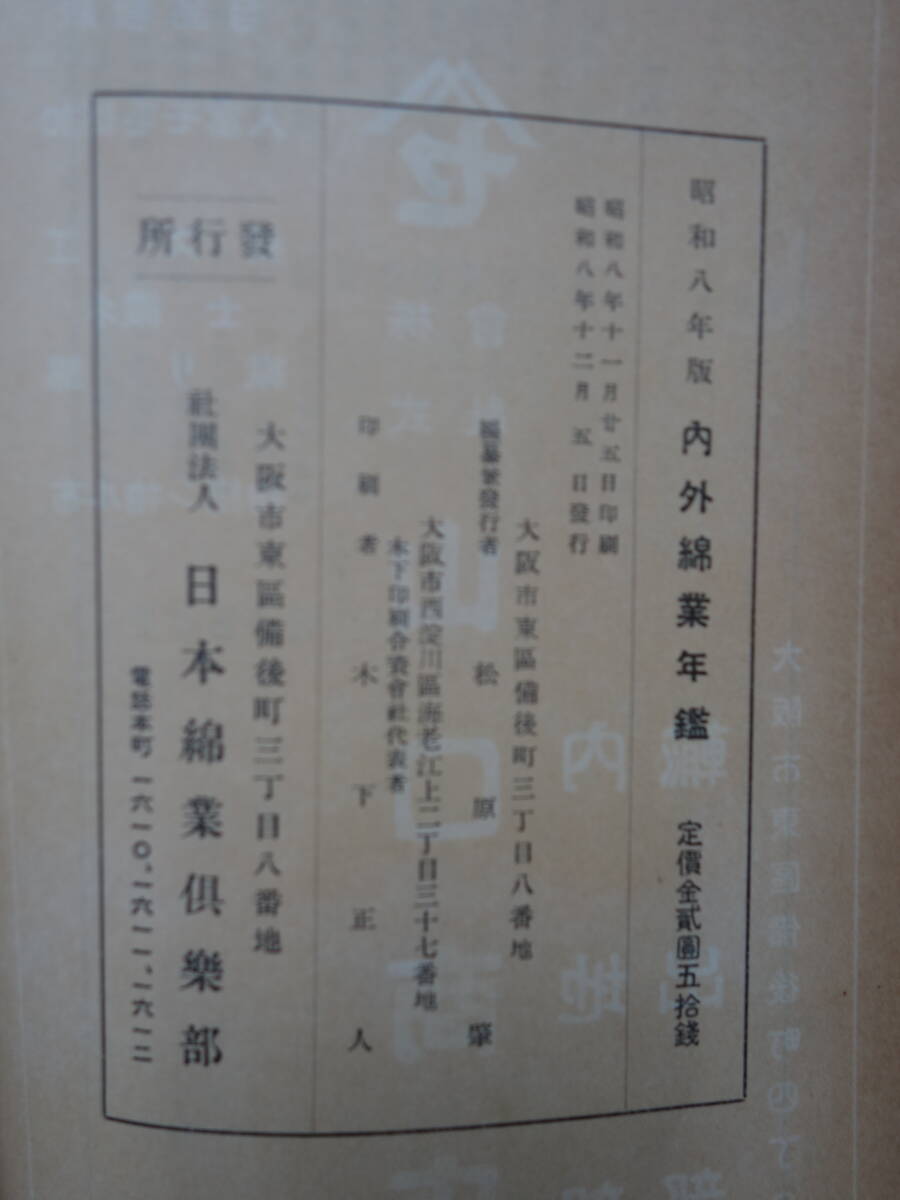 昭和八年版 內外綿業年鑑 定價金貳圓五拾錢
昭和八年十一月廿五日印刷
昭和八年十二月五日發行
大阪市東區備後町三丁目八番地
編纂兼發行者 松原肇
大阪市西淀川區海老江上二丁目三十七番地
木下印刷合資會社代表者
印刷者 木下正人
發行所
大阪市東區備後町三丁目八番地
社團法人 日本綿業俱樂部
電話本町 一六一〇、一六一一、一六一二